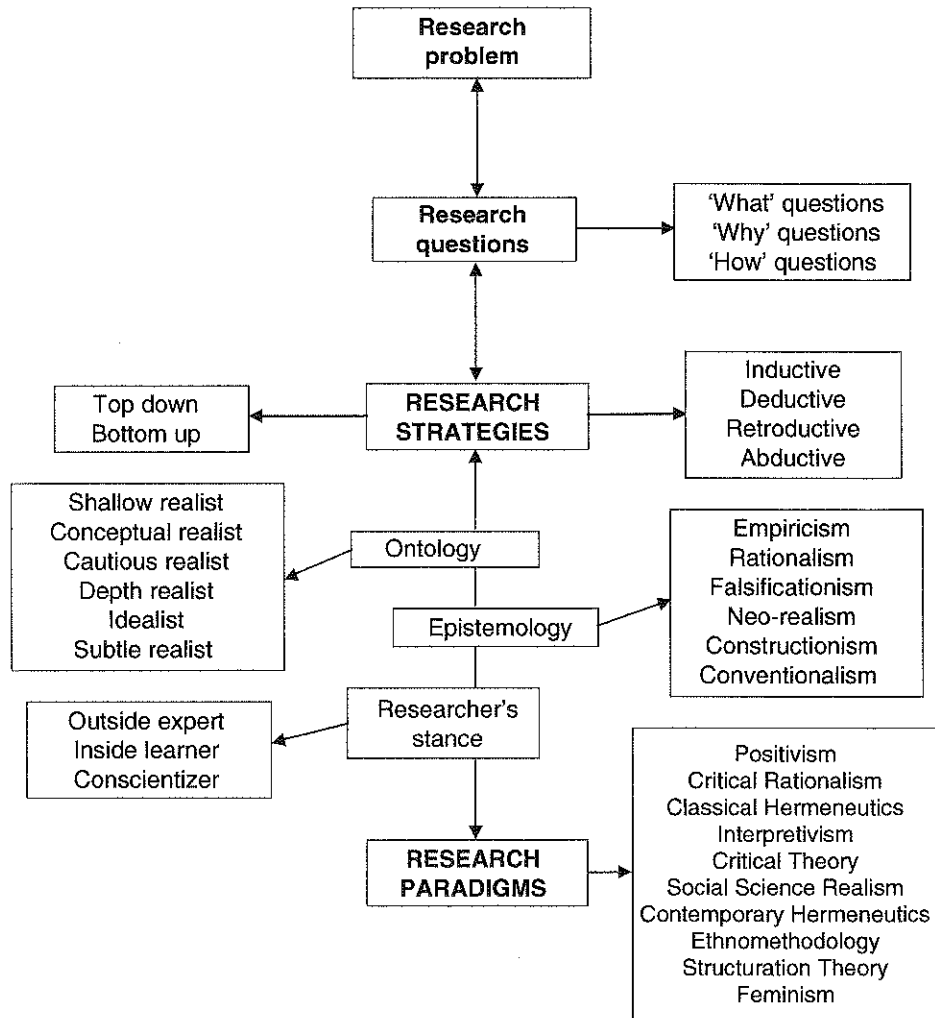 Research
problem
Research
questions
‘What’ questions
‘Why’ questions
‘How’ questions
Top down
Bottom up
RESEARCH
STRATEGIES
Inductive
Deductive
Retroductive
Abductive
Shallow realist
Conceptual realist
Cautious realist
Depth realist
Idealist
Subtle realist
Ontology
Epistemology
Empiricism
Rationalism
Falsificationism
Neo-realism
Constructionism
Conventionalism
Outside expert
Inside learner
Conscientizer
Researcher's
stance
RESEARCH
PARADIGMS
Positivism
Critical Rationalism
Classical Hermeneutics
Interpretivism
Critical Theory
Social Science Realism
Contemporary Hermeneutics
Ethnomethodology
Structuration Theory
Feminism